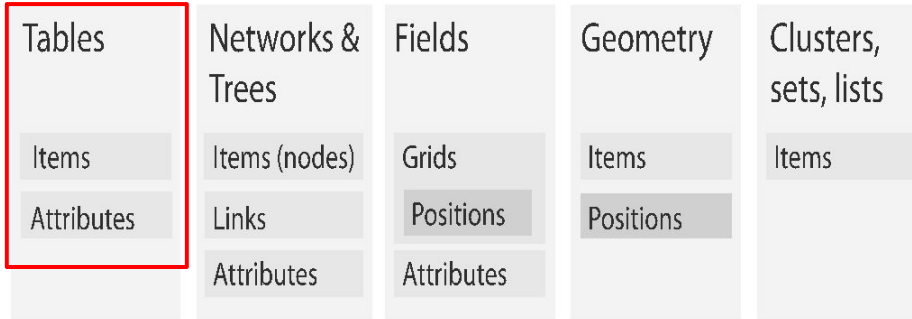 Tables
Items
Attributes
Networks &
Trees
Items (nodes)
Links
Attributes
Fields
Grids
Positions
Attributes
Geometry
Items
Positions
Clusters,
sets, lists
Items